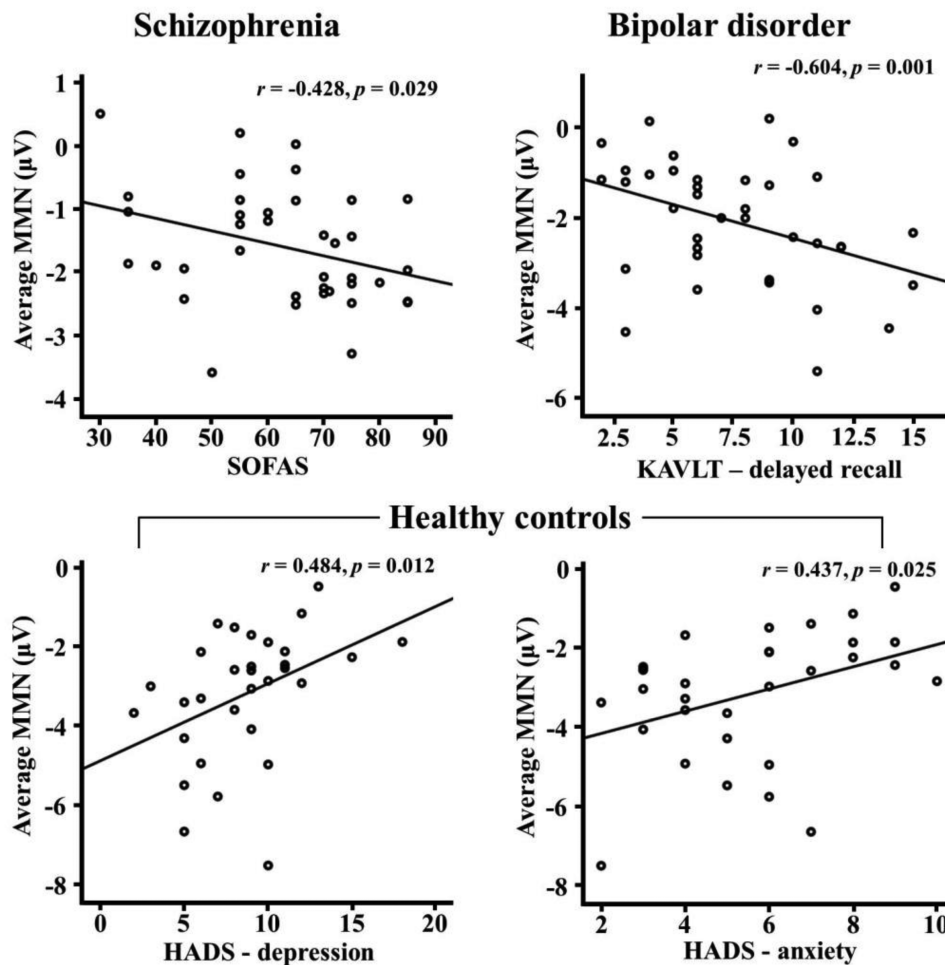 Schizophrenia
r = -0.428, p = 0.029
Average MMN (µV)
1
0
-1
-2
-3
-4
30 40 50 60 70 80 90
SOFAS
Bipolar disorder
r = -0.604, p = 0.001
Average MMN (µV)
0
-2
-4
-6
2.5 5 7.5 10 12.5 15
KAVLT – delayed recall
Healthy controls
r = 0.484, p = 0.012
Average MMN (µV)
0
-2
-4
-6
-8
0 5 10 15 20
HADS - depression
r = 0.437, p = 0.025
Average MMN (µV)
0
-2
-4
-6
-8
2 4 6 8 10
HADS - anxiety